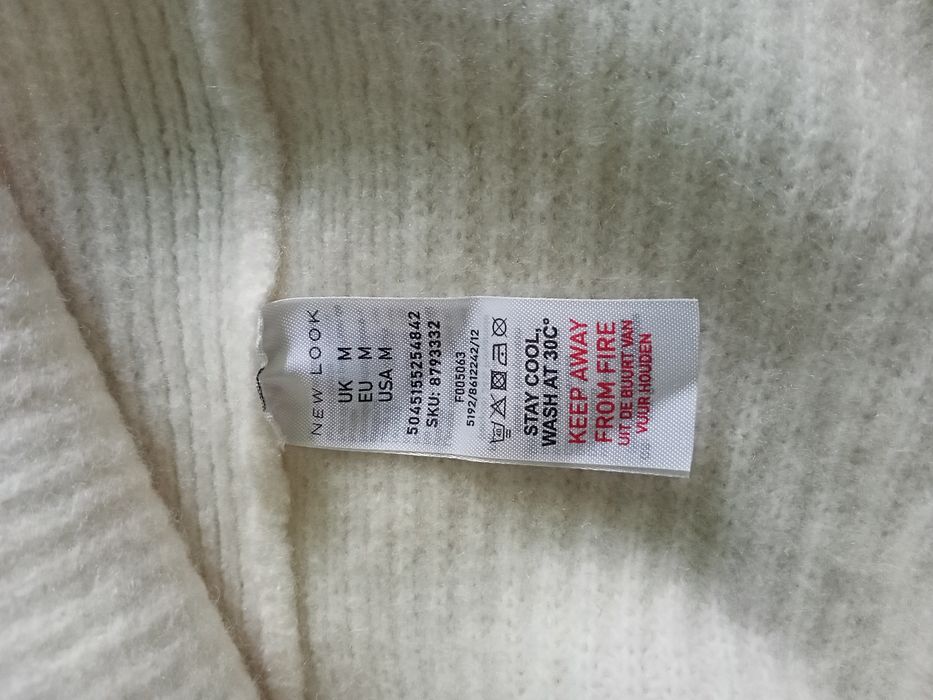 NEW LOOK
UK M
EU M
USA M
5045155254842
SKU: 8793332
F005063
5192/8612242/12
STAY COOL,
WASH AT 30C°
KEEP AWAY
FROM FIRE
UIT DE BUURT VAN
VUUR HOUDEN